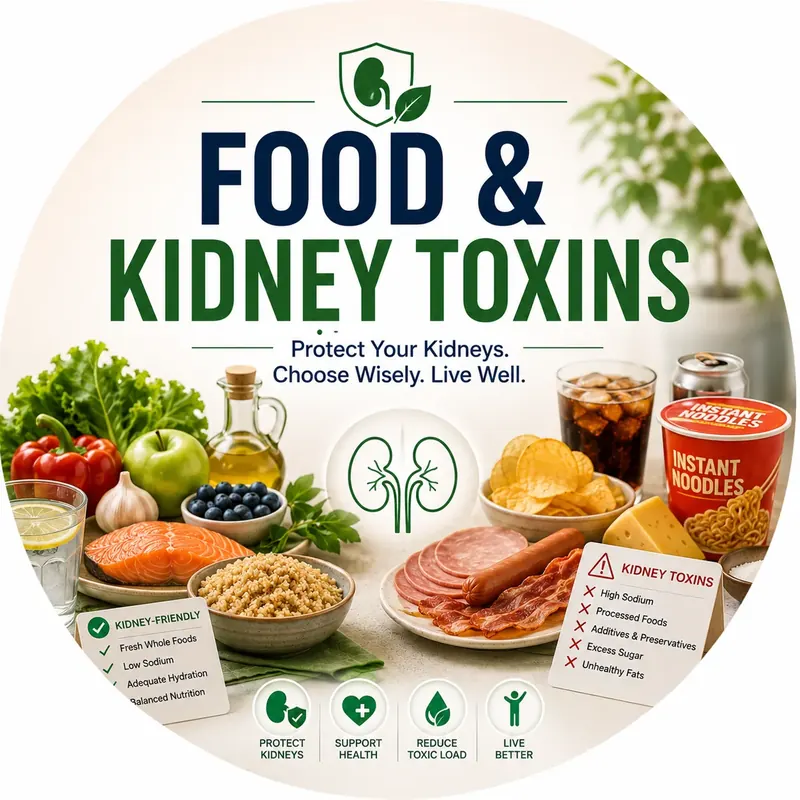 FOOD &
KIDNEY TOXINS
Protect Your Kidneys.
Choose Wisely. Live Well.
INSTANT
NOODLES
INSTANT
NOODLES
KIDNEY-FRIENDLY
Fresh Whole Foods
Low Sodium
Adequate Hydration
Balanced Nutrition
KIDNEY TOXINS
High Sodium
Processed Foods
Additives & Preservatives
Excess Sugar
Unhealthy Fats
PROTECT
KIDNEYS
SUPPORT
HEALTH
REDUCE
TOXIC LOAD
LIVE
BETTER